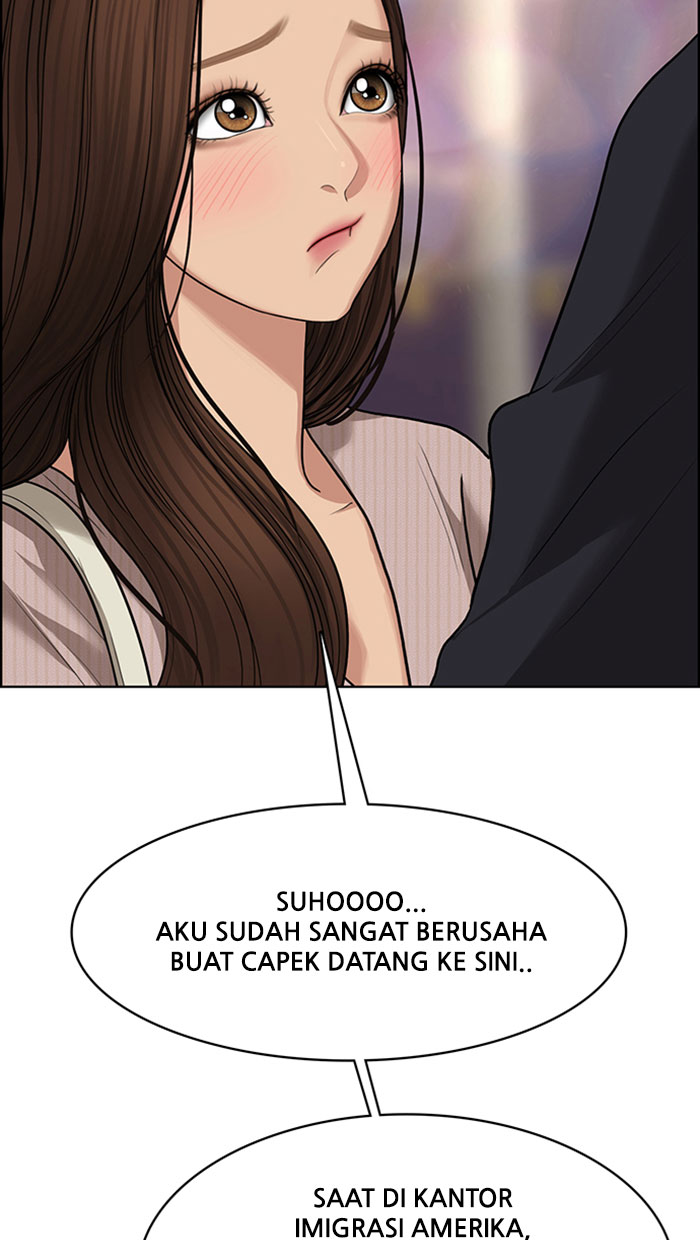 SUHOOOO...
AKU SUDAH SANGAT BERUSAHA
BUAT CAPEK DATANG KE SINI..
SAAT DI KANTOR
IMIGRASI AMERIKA,